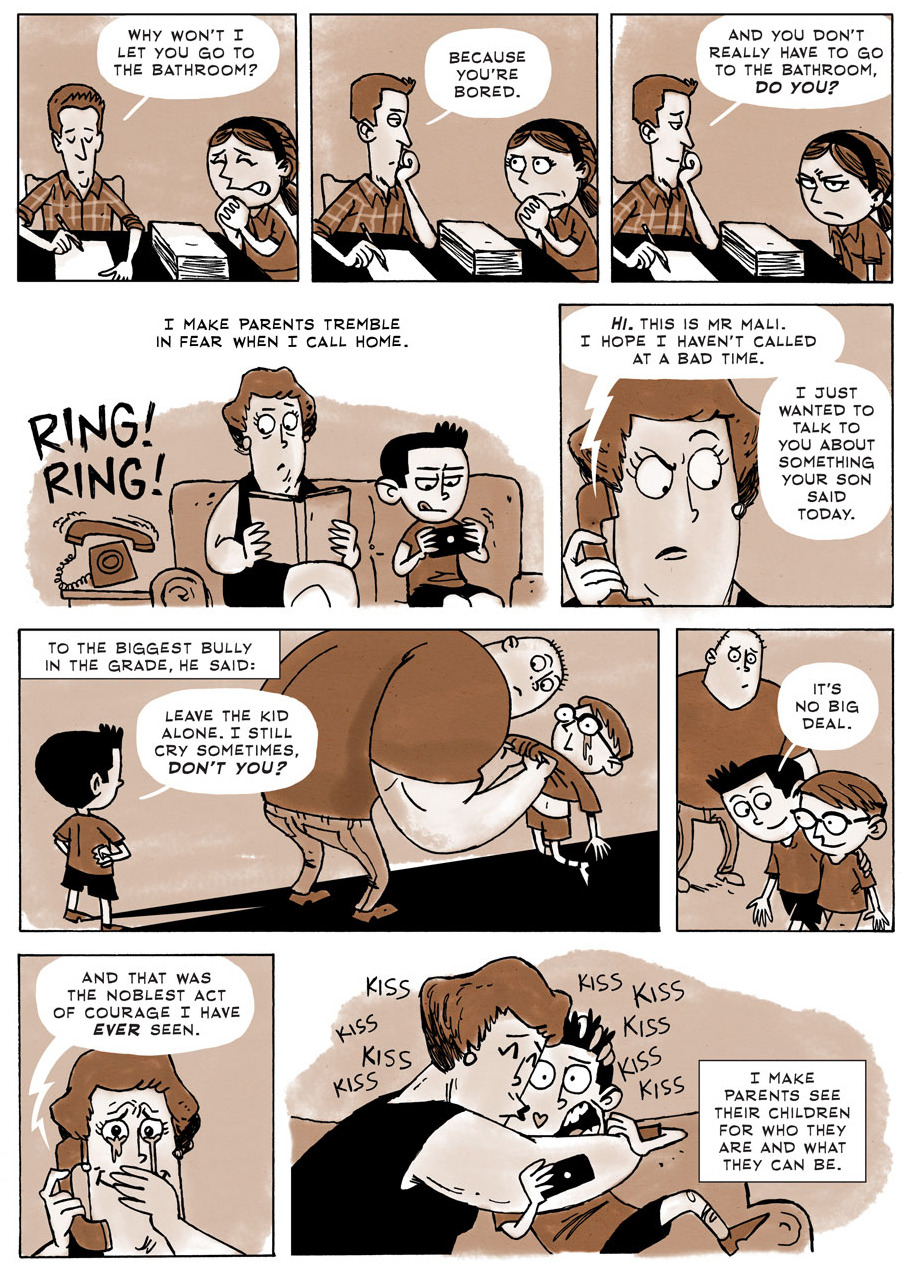 WHY WON'T I
LET YOU GO TO
THE BATHROOM?
BECAUSE
YOU'RE
BORED.
AND YOU DON'T
REALLY HAVE TO GO
TO THE BATHROOM,
DO YOU?
I MAKE PARENTS TREMBLE
IN FEAR WHEN I CALL HOME.
RING!
RING!
HI. THIS IS MR MALI.
I HOPE I HAVEN'T CALLED
AT A BAD TIME.
I JUST
WANTED TO
TALK TO
YOU ABOUT
SOMETHING
YOUR SON
SAID
TODAY.
TO THE BIGGEST BULLY
IN THE GRADE, HE SAID:
LEAVE THE KID
ALONE. I STILL
CRY SOMETIMES,
DON'T YOU?
IT'S
NO BIG
DEAL.
AND THAT WAS
THE NOBLEST ACT
OF COURAGE I HAVE
EVER SEEN.
KISS
KISS
KISS
KISS
KISS
KISS
KISS
KISS
KISS
I MAKE
PARENTS SEE
THEIR CHILDREN
FOR WHO THEY
ARE AND WHAT
THEY CAN BE.